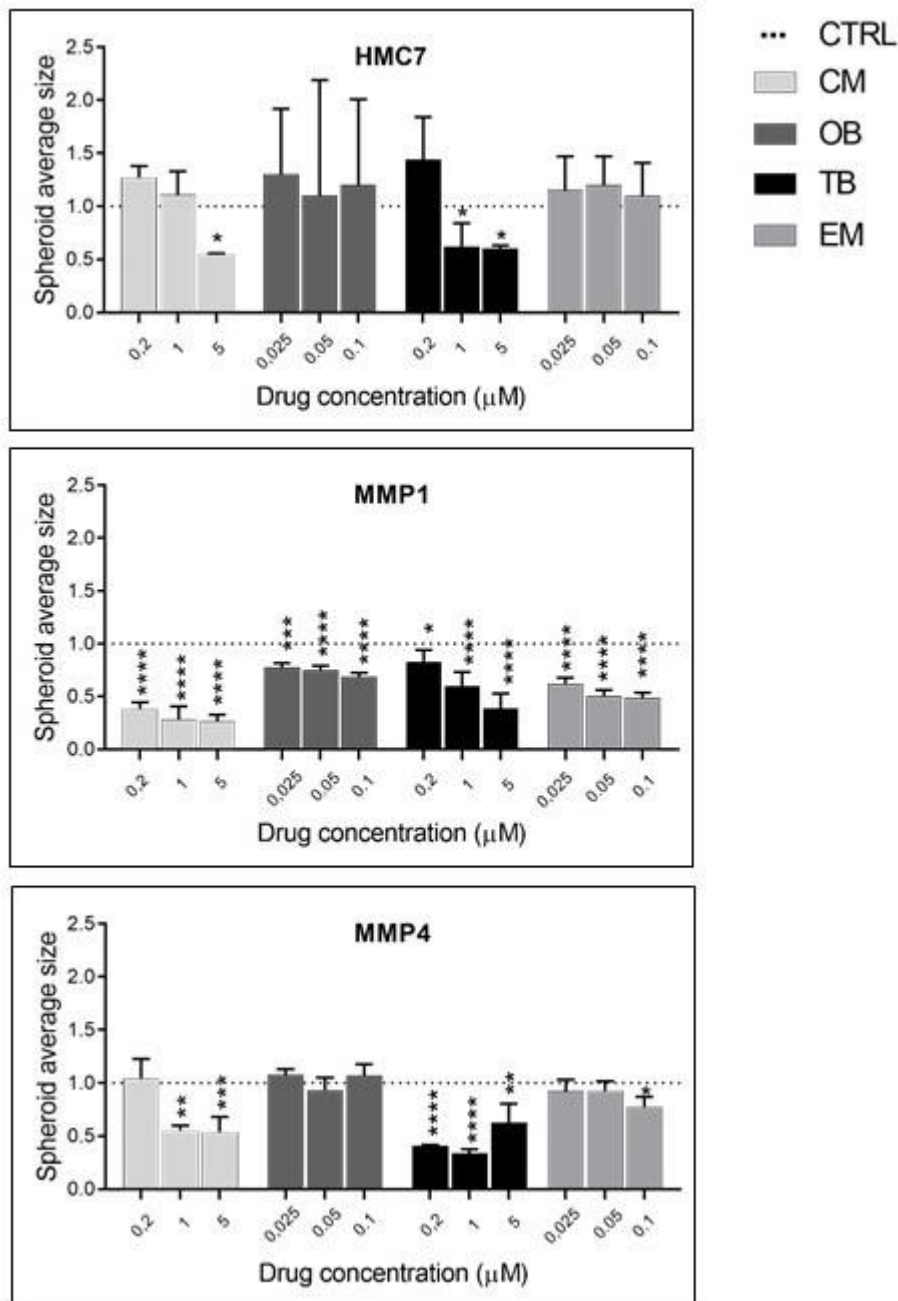 HMC7
Spheroid average size
2.5
2.0
1.5
1.0
0.5
0.0
* * *
0,2 1 5 0,025 0.05 0.1 0,2 1 5 0,025 0.05 0.1
Drug concentration (μM)
MMP1
Spheroid average size
2.5
2.0
1.5
1.0
0.5
0.0
**** **** **** *** **** **** * **** **** **** **** ****
0,2 1 5 0,025 0.05 0.1 0,2 1 5 0,025 0.05 0.1
Drug concentration (μM)
MMP4
Spheroid average size
2.5
2.0
1.5
1.0
0.5
0.0
** *** **** **** ** *
0,2 1 5 0,025 0.05 0.1 0,2 1 5 0,025 0.05 0.1
Drug concentration (μM)
CTRL
CM
OB
TB
EM